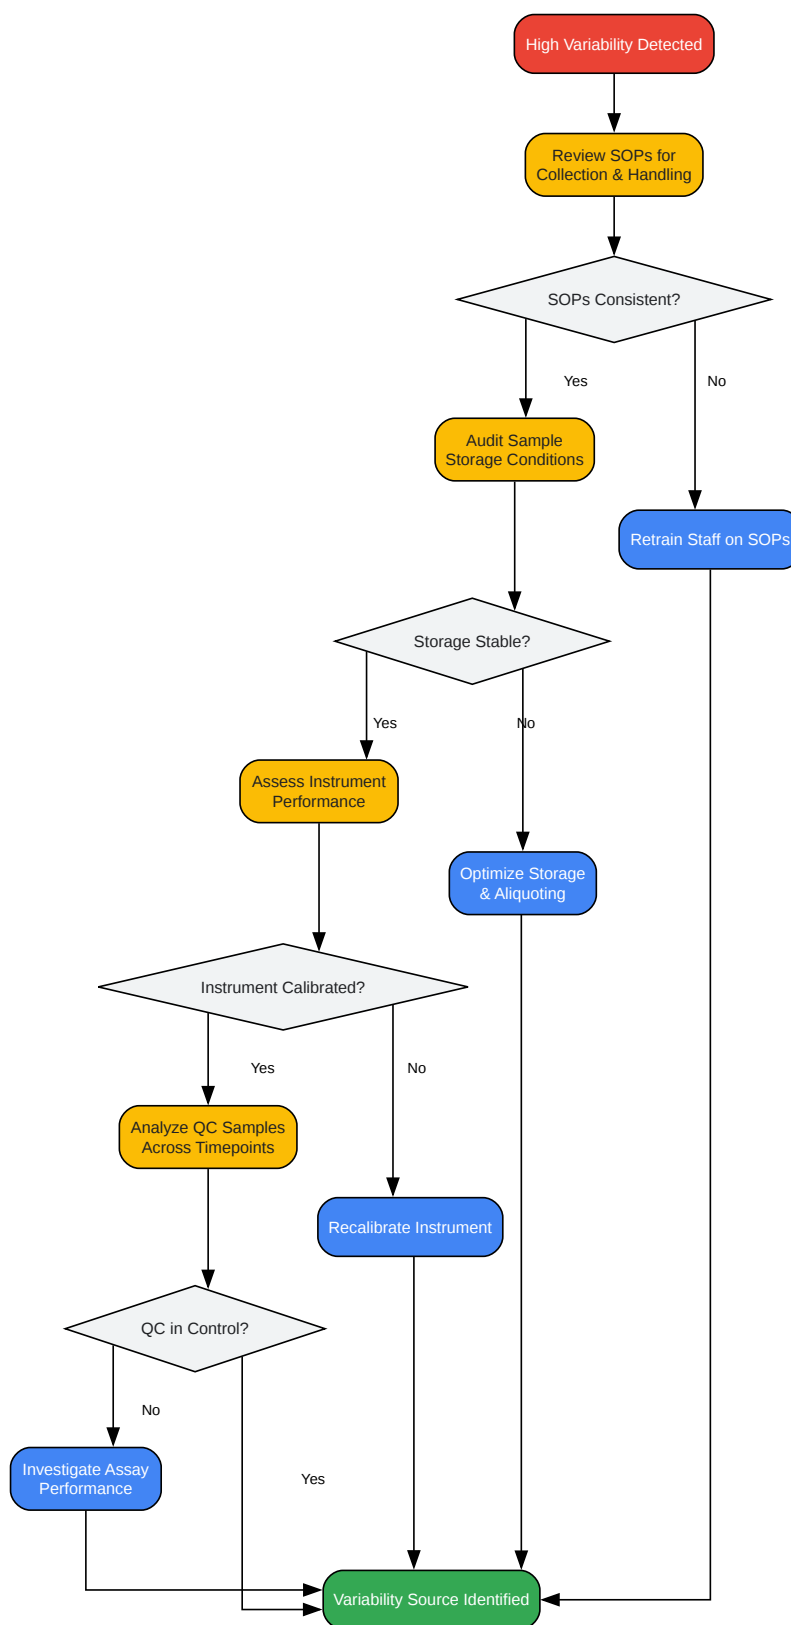 High Variability Detected
Review SOPs for
Collection & Handling
SOPs Consistent?
Yes
No
Audit Sample
Storage Conditions
Retrain Staff on SOPs
Storage Stable?
Yes
No
Assess Instrument
Performance
Optimize Storage
& Aliquoting
Instrument Calibrated?
Yes
No
Analyze QC Samples
Across Timepoints
Recalibrate Instrument
QC in Control?
No
Investigate Assay
Performance
Yes
Variability Source Identified